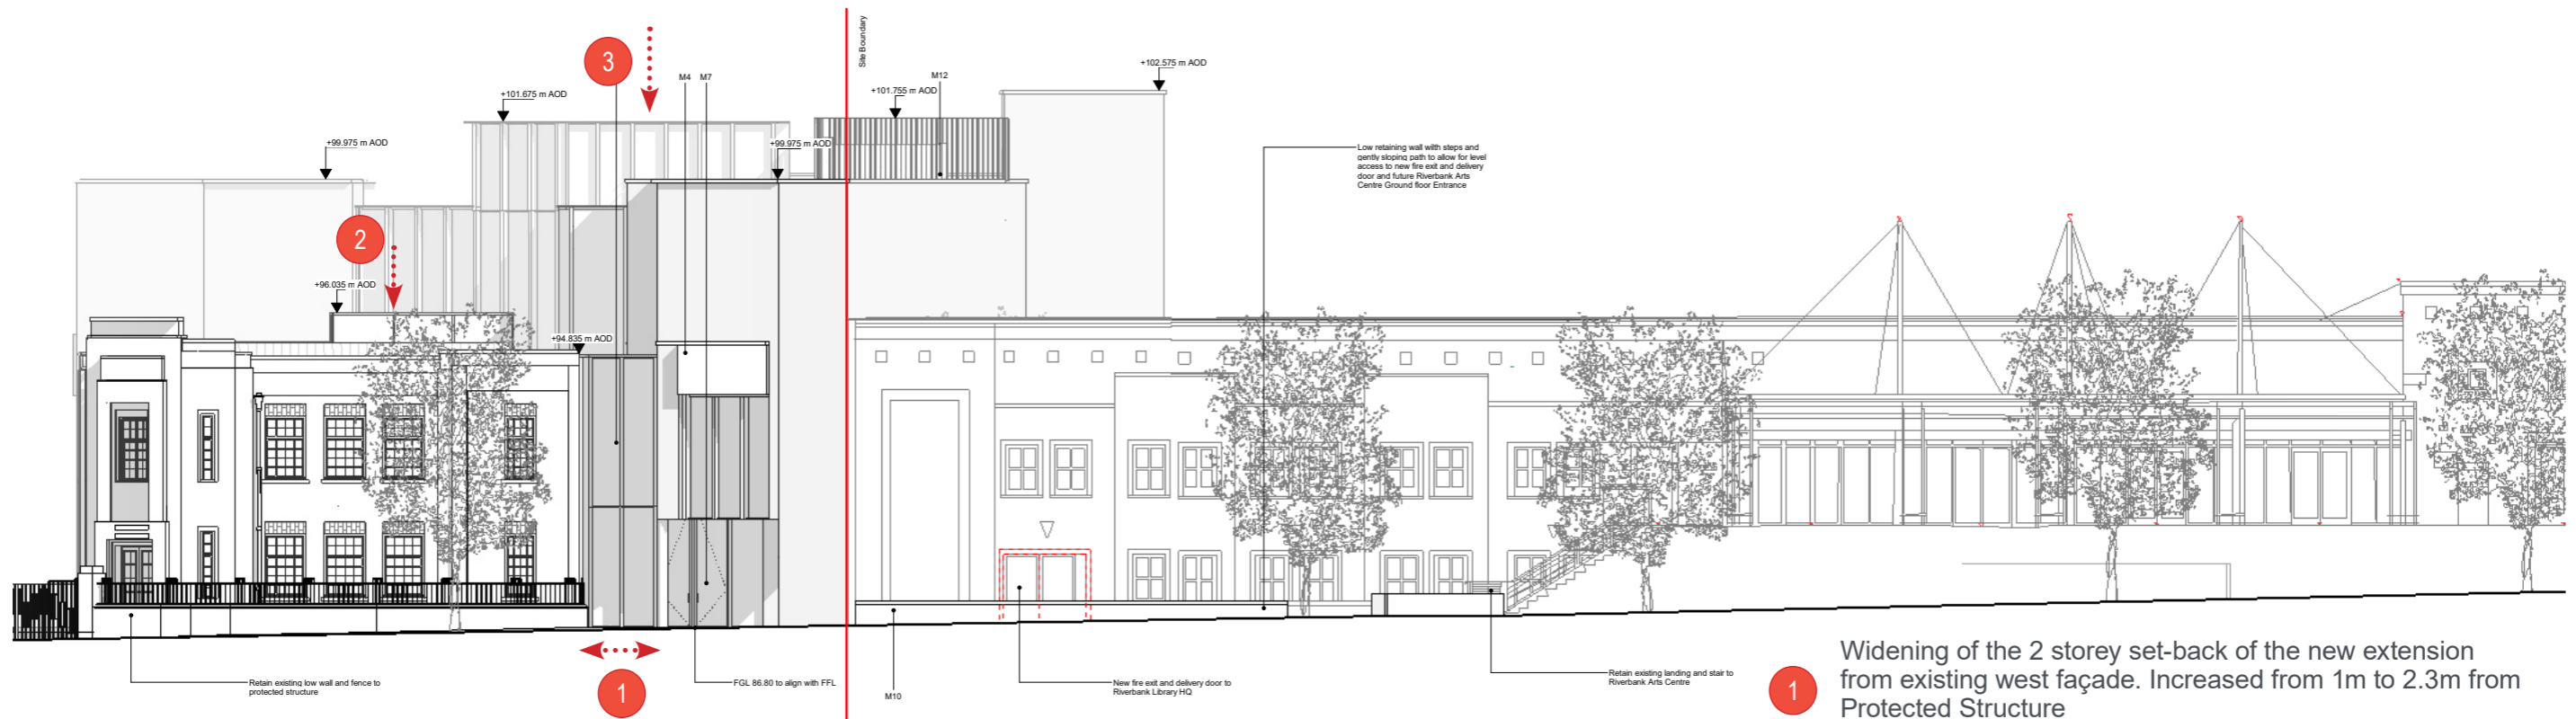 Site Boundary
3
M4
M7
M12
+102.575 m AOD
+101.755 m AOD
+101.675 m AOD
+99.975 m AOD
+99.975 m AOD
Low retaining wall with steps and
gently sloping path to allow for level
access to new fire exit and delivery
door and future Riverbank Arts
Centre Ground floor Entrance
2
+96.035 m AOD
+94.835 m AOD
Retain existing low wall and fence to
protected structure
1
FGL 86.80 to align with FFL
M10
New fire exit and delivery door to
Riverbank Library HQ
Retain existing landing and stair to
Riverbank Arts Centre
1
Widening of the 2 storey set-back of the new extension
from existing west façade. Increased from 1m to 2.3m from
Protected Structure